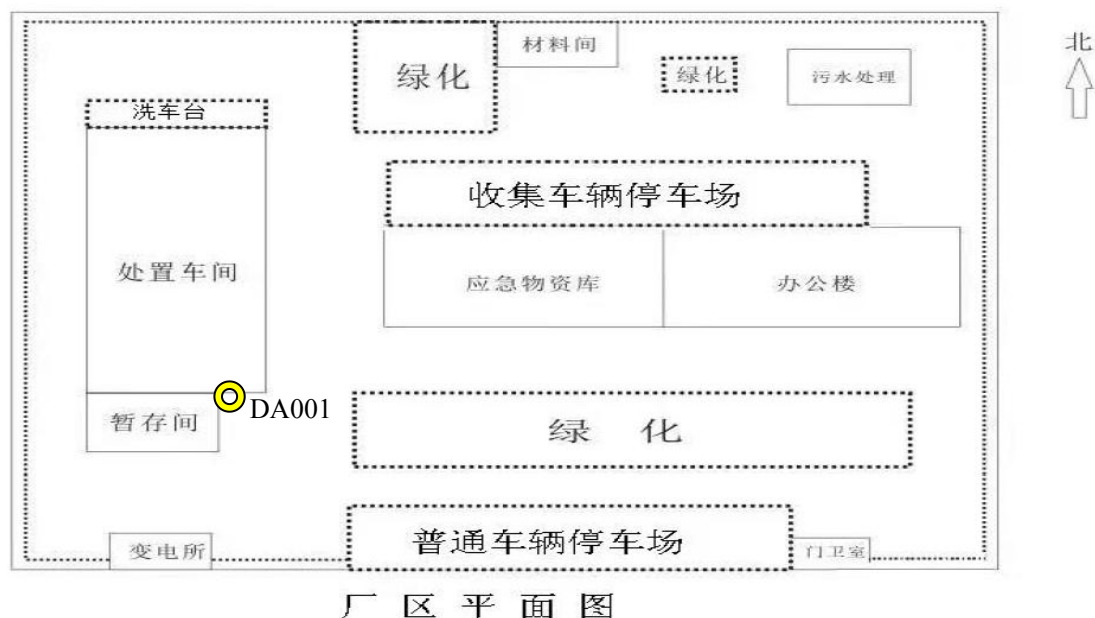 材料间
北
绿化
绿化
污水处理
洗车台
收集车辆停车场
处置车间
应急物资库
办公楼
DA001
暂存间
绿 化
变电所
普通车辆停车场
门卫室
厂区平面图